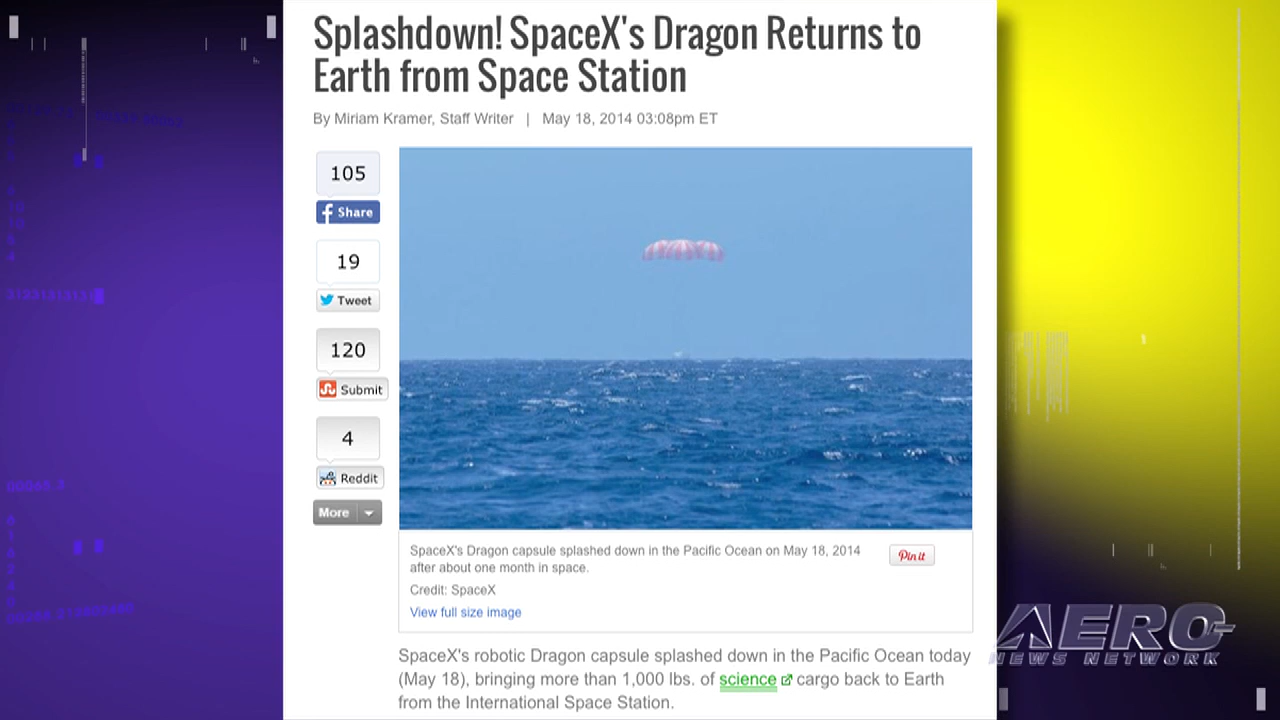 Splashdown! SpaceX's Dragon Returns to
Earth from Space Station
By Miriam Kramer, Staff Writer | May 18, 2014 03:08pm ET
105
Share
19
Tweet
120
Submit
4
Reddit
More
SpaceX's Dragon capsule splashed down in the Pacific Ocean on May 18, 2014
after about one month in space.
Credit: SpaceX
View full size image
Pin it
SpaceX's robotic Dragon capsule splashed down in the Pacific Ocean today
(May 18), bringing more than 1,000 lbs. of science cargo back to Earth
from the International Space Station.
AERO-
NEWS NETWORK